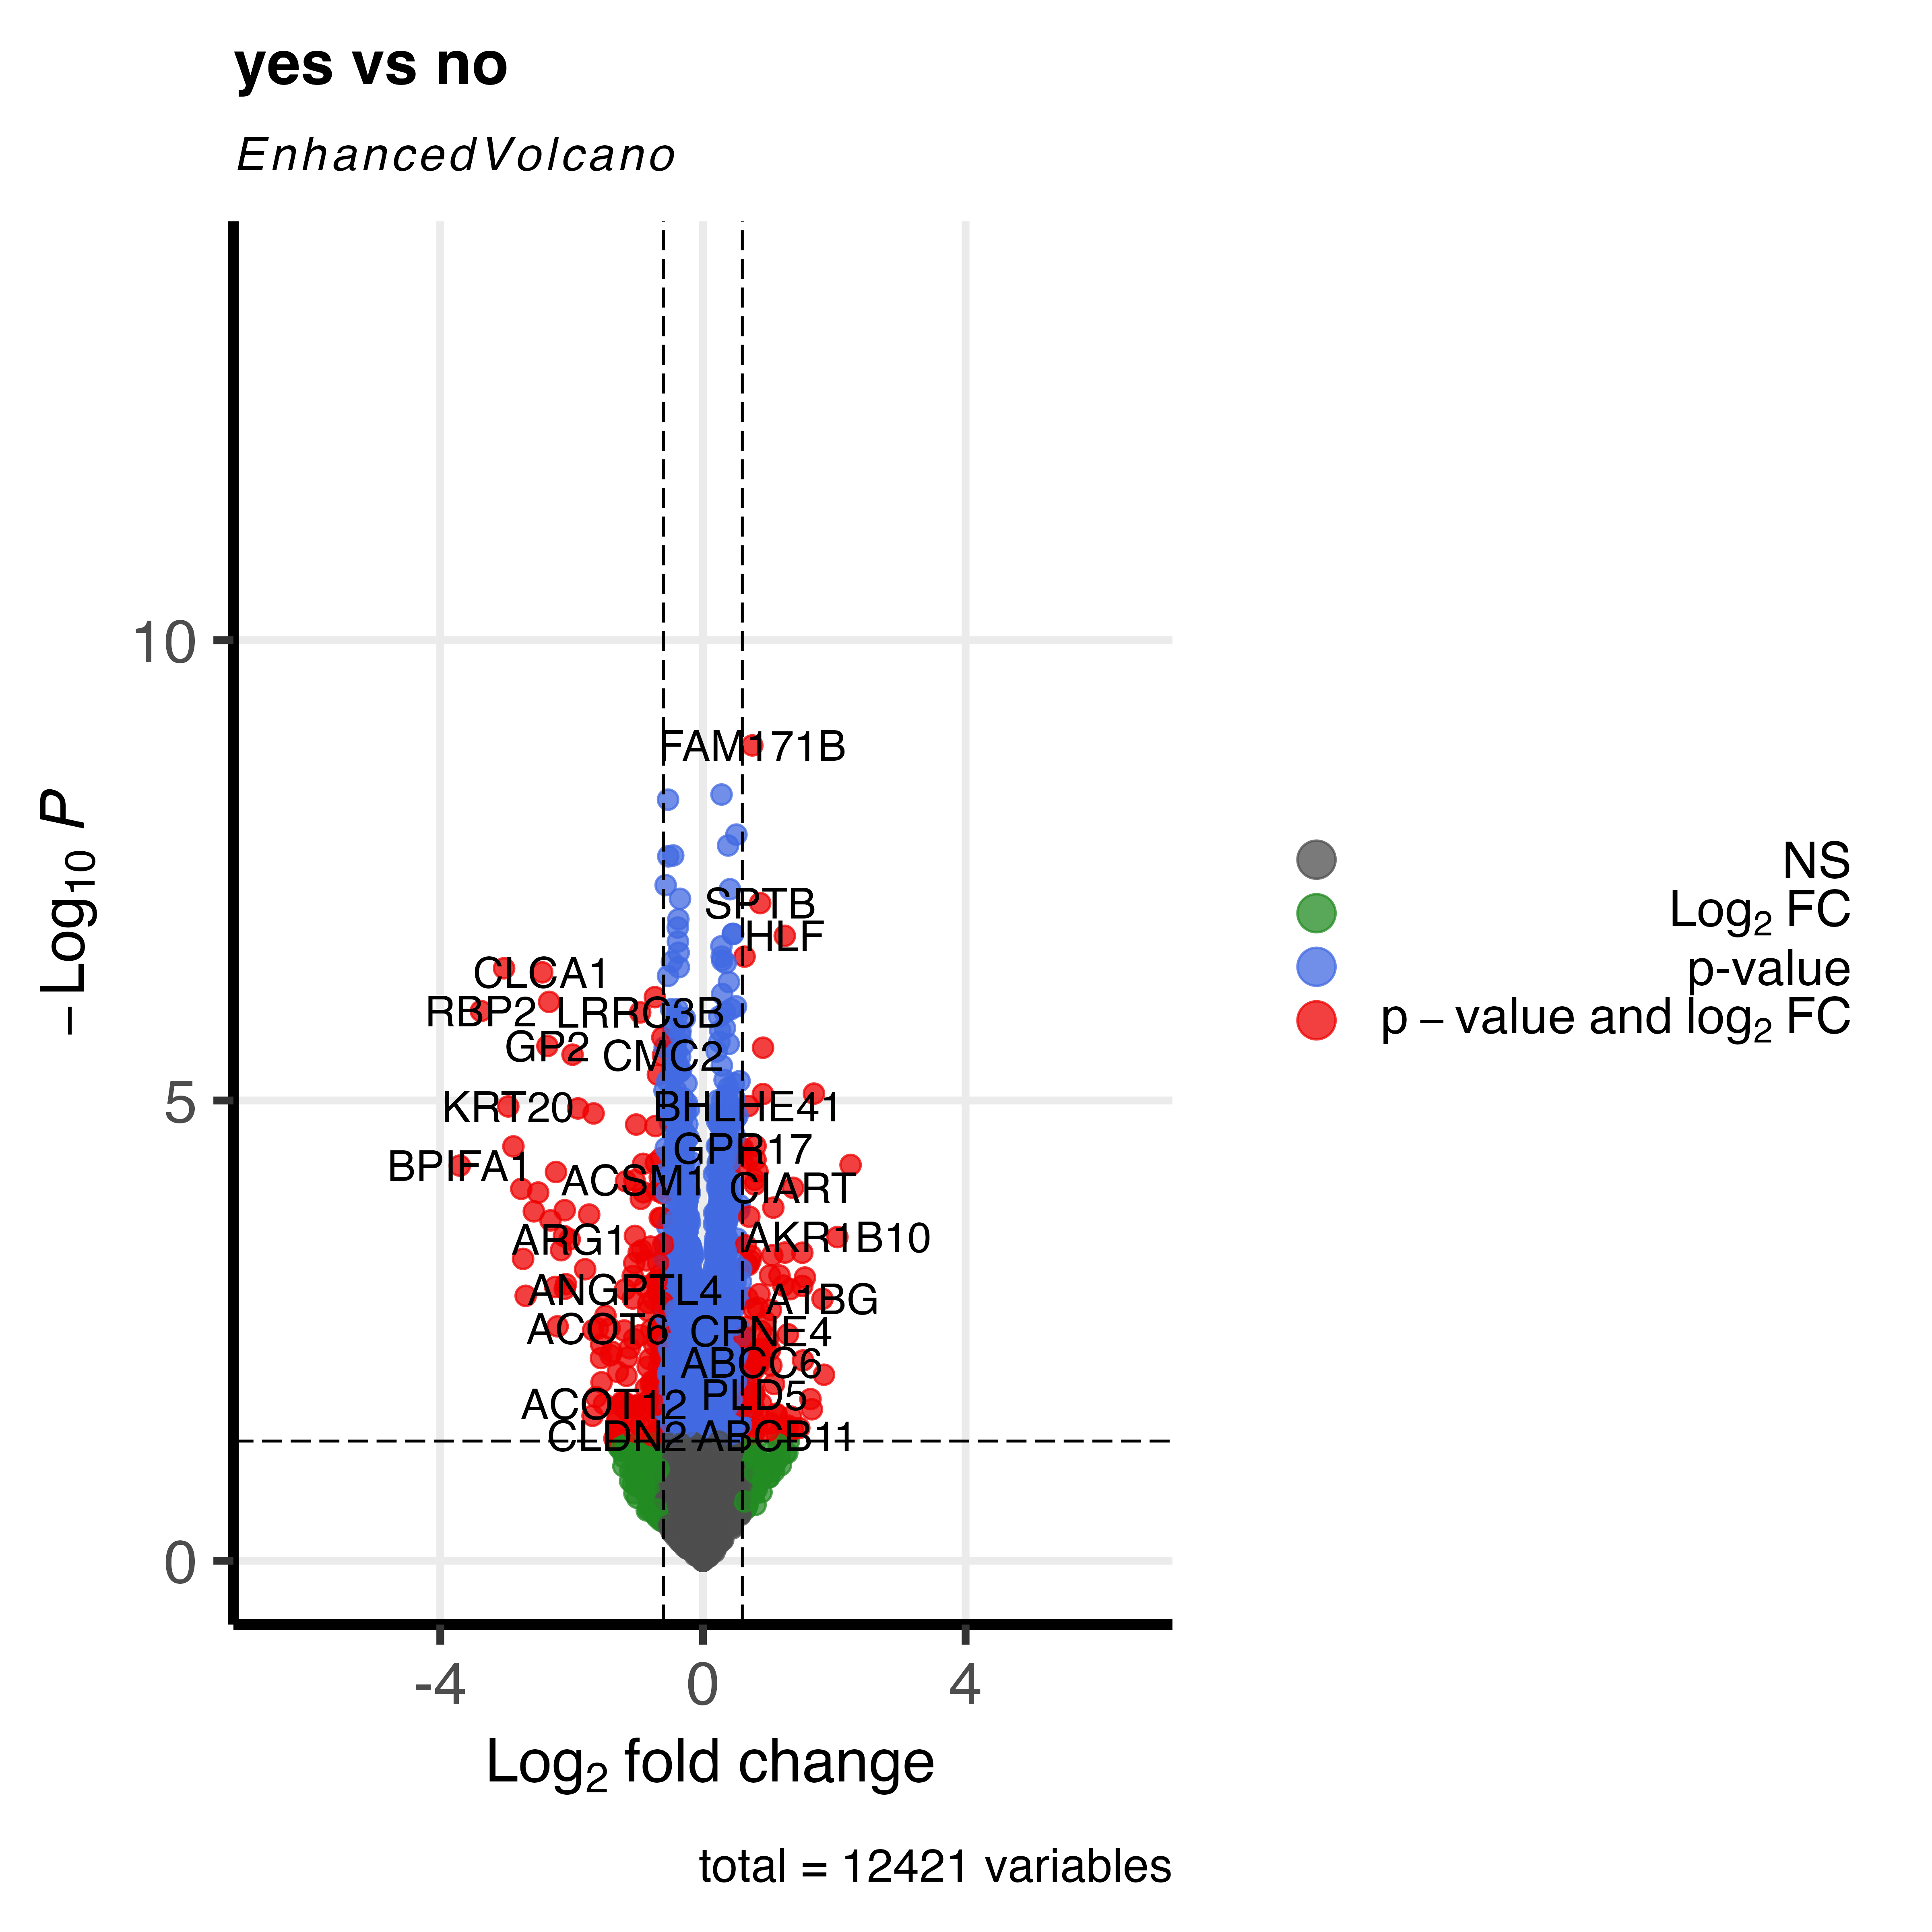 yes vs no
EnhancedVolcano
– Log₁₀ P
10
5
0
FAM171B
SPTB
HLF
CLCA1
RBP2 LRRC3B
GP2 CMC2
KRT20 BHLHE41
GPR17
BPIFA1 ACSM1 CIART
ARG1 AKR1B10
ANGPTL4 A1BG
ACOT6 CPNE4
ABCC6
ACOT12 PLD5
CLDN2 ABCB11
NS
Log₂ FC
p-value
p – value and log₂ FC
-4 0 4
Log₂ fold change
total = 12421 variables